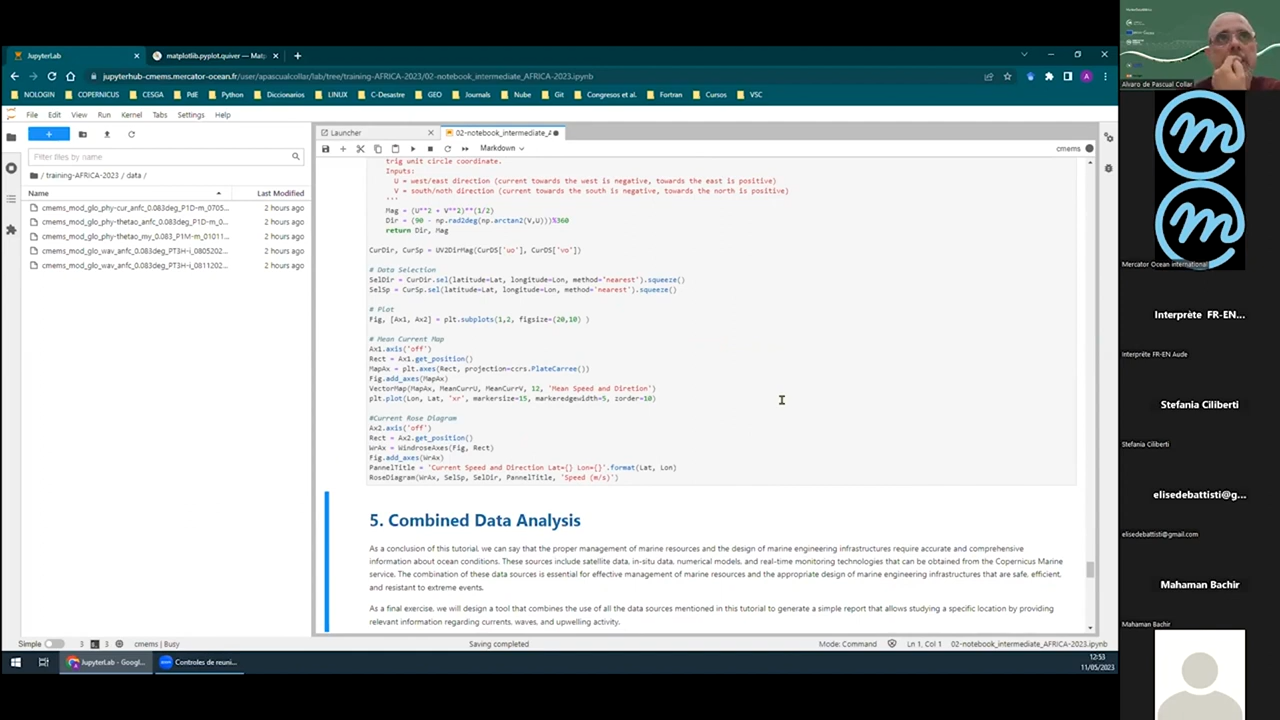 JupyterLab
matplotlib.pyplot.quiver — Matp
jupyterhub-cmems.mercator-ocean.fr/user/apascualcollar/lab/tree/training-AFRICA-2023/02-notebook_intermediate_AFRICA-2023.ipynb
NOLOGIN COPERNICUS CESGA PdE Python Diccionarios LINUX C-Desastre GEO Journals Nube Git Congresos et al. Fortran Cursos VSC
File Edit View Run Kernel Tabs Settings Help
Filter files by name
/ training-AFRICA-2023 / data /
Name Last Modified
cmems_mod_glo_phy-cur_anfc_0.083deg_P1D-m_0705... 2 hours ago
cmems_mod_glo_phy-thetao_anfc_0.083deg_P1D-m_0... 2 hours ago
cmems_mod_glo_phy-thetao_my_0.083_P1M-m_01011... 2 hours ago
cmems_mod_glo_wav_anfc_0.083deg_PT3H-i_0805202... 2 hours ago
cmems_mod_glo_wav_anfc_0.083deg_PT3H-i_0811202... 2 hours ago
Launcher
02-notebook_intermediate_A
Markdown
cmems
trig unit circle coordinate.
Inputs:
U = west/east direction (current towards the west is negative, towards the east is positive)
V = south/north direction (current towards the south is negative, towards the north is positive)
'''
Mag = (U**2 + V**2)**(1/2)
Dir = (90 - np.rad2deg(np.arctan2(V,U)))%360
return Dir, Mag
CurDir, CurSp = UV2DirMag(CurDS['uo'], CurDS['vo'])
# Data Selection
SelDir = CurDir.sel(latitude=Lat, longitude=Lon, method='nearest').squeeze()
SelSp = CurSp.sel(latitude=Lat, longitude=Lon, method='nearest').squeeze()
# Plot
Fig, [Ax1, Ax2] = plt.subplots(1,2, figsize=(20,10) )
# Mean Current Map
Ax1.axis('off')
Rect = Ax1.get_position()
MapAx = plt.axes(Rect, projection=ccrs.PlateCarree())
Fig.add_axes(MapAx)
VectorMap(MapAx, MeanCurrU, MeanCurrV, 12, 'Mean Speed and Diretion')
plt.plot(Lon, Lat, 'xr', markersize=15, markeredgewidth=5, zorder=10)
#Current Rose Diagram
Ax2.axis('off')
Rect = Ax2.get_position()
WrAx = WindroseAxes(Fig, Rect)
Fig.add_axes(WrAx)
PannelTitle = 'Current Speed and Direction Lat={} Lon={}'.format(Lat, Lon)
RoseDiagram(WrAx, SelSp, SelDir, PannelTitle, 'Speed (m/s)')
5. Combined Data Analysis
As a conclusion of this tutorial, we can say that the proper management of marine resources and the design of marine engineering infrastructures require accurate and comprehensive
information about ocean conditions. These sources include satellite data, in-situ data, numerical models, and real-time monitoring technologies that can be obtained from the Copernicus Marine
service. The combination of these data sources is essential for effective management of marine resources and the appropriate design of marine engineering infrastructures that are safe, efficient,
and resistant to extreme events.
As a final exercise, we will design a tool that combines the use of all the data sources mentioned in this tutorial to generate a simple report that allows studying a specific location by providing
relevant information regarding currents, waves, and upwelling activity.
Simple 3 3 cmems | Busy Saving completed Mode: Command Ln 1, Col 1 02-notebook_intermediate_AFRICA-2023.ipynb
JupyterLab - Googl...
Controles de reuni...
12:53
11/05/2023
Alvaro de Pascual Collar
Mercator Ocean international
Interprète FR-EN...
Interprète FR-EN Aude
Stefania Ciliberti
Stefania Ciliberti
elisedebattisti@g...
elisedebattisti@gmail.com
Mahaman Bachir
Mahaman Bachir